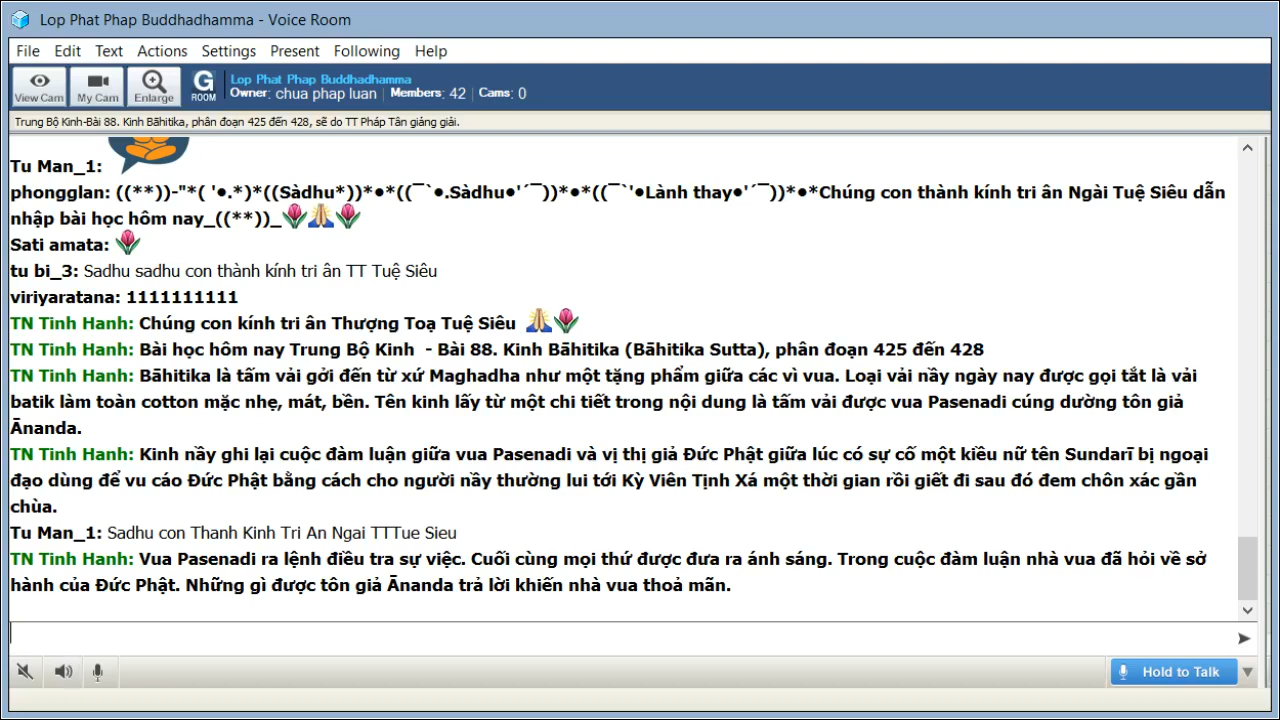 Lop Phat Phap Buddhadhamma - Voice Room
File Edit Text Actions Settings Present Following Help
View Cam My Cam Enlarge G ROOM Lop Phat Phap Buddhadhamma
Owner: chua phap luan | Members: 42 | Cams: 0
Trung Bộ Kinh-Bài 88. Kinh Bāhitika, phân đoạn 425 đến 428, sẽ do TT Pháp Tân giảng giải.
Tu Man_1:
phongglan: ((**))-"*( '●.*)*((Sàdhu*))*●*((¯`●.Sàdhu●'´¯))*●*((¯`'●Lành thay●'´¯))*●*Chúng con thành kính tri ân Ngài Tuệ Siêu dẫn
nhập bài học hôm nay_((**))_🌷🙏🌷
Sati amata: 🌷
tu bi_3: Sadhu sadhu con thành kính tri ân TT Tuệ Siêu
viriyaratana: 1111111111
TN Tinh Hanh: Chúng con kính tri ân Thượng Toạ Tuệ Siêu 🙏🌷
TN Tinh Hanh: Bài học hôm nay Trung Bộ Kinh - Bài 88. Kinh Bāhitika (Bāhitika Sutta), phân đoạn 425 đến 428
TN Tinh Hanh: Bāhitika là tấm vải gởi đến từ xứ Maghadha như một tặng phẩm giữa các vì vua. Loại vải nầy ngày nay được gọi tắt là vải
batik làm toàn cotton mặc nhẹ, mát, bền. Tên kinh lấy từ một chi tiết trong nội dung là tấm vải được vua Pasenadi cúng dường tôn giả
Ānanda.
TN Tinh Hanh: Kinh nầy ghi lại cuộc đàm luận giữa vua Pasenadi và vị thị giả Đức Phật giữa lúc có sự cố một kiều nữ tên Sundarī bị ngoại
đạo dùng để vu cáo Đức Phật bằng cách cho người nầy thường lui tới Kỳ Viên Tịnh Xá một thời gian rồi giết đi sau đó đem chôn xác gần
chùa.
Tu Man_1: Sadhu con Thanh Kinh Tri An Ngai TTTue Sieu
TN Tinh Hanh: Vua Pasenadi ra lệnh điều tra sự việc. Cuối cùng mọi thứ được đưa ra ánh sáng. Trong cuộc đàm luận nhà vua đã hỏi về sở
hành của Đức Phật. Những gì được tôn giả Ānanda trả lời khiến nhà vua thoả mãn.
Hold to Talk